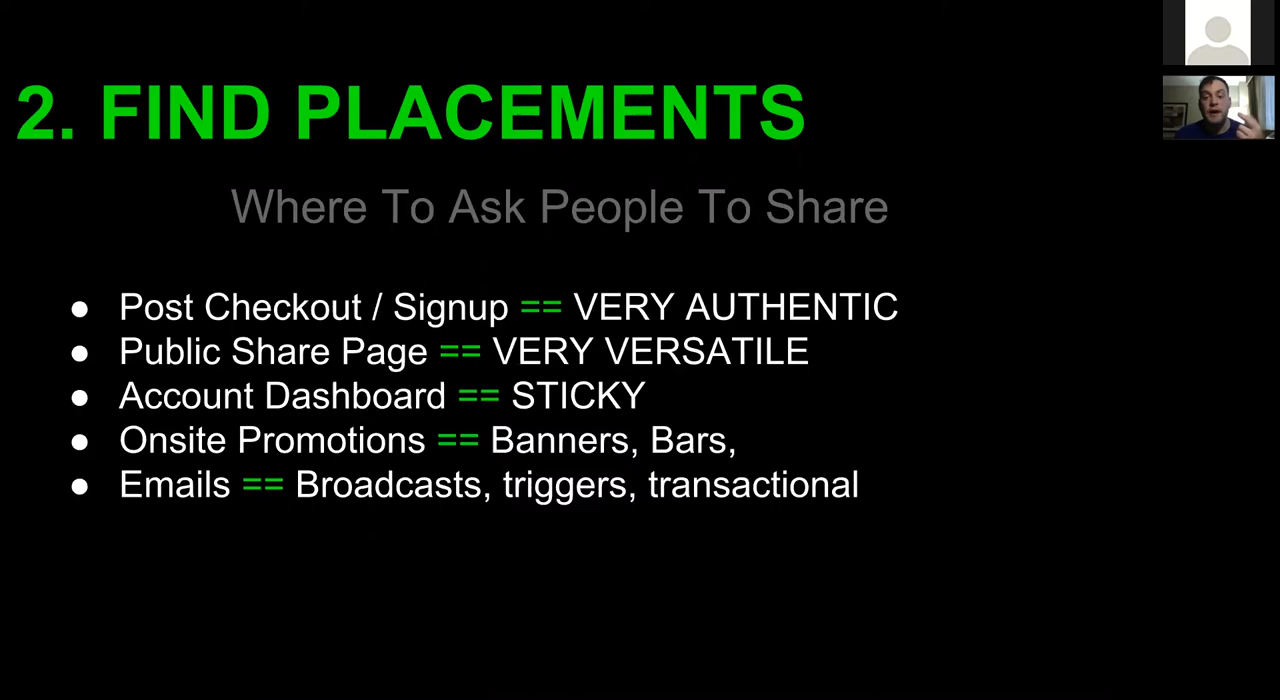 2. FIND PLACEMENTS
Where To Ask People To Share
● Post Checkout / Signup == VERY AUTHENTIC
● Public Share Page == VERY VERSATILE
● Account Dashboard == STICKY
● Onsite Promotions == Banners, Bars,
● Emails == Broadcasts, triggers, transactional